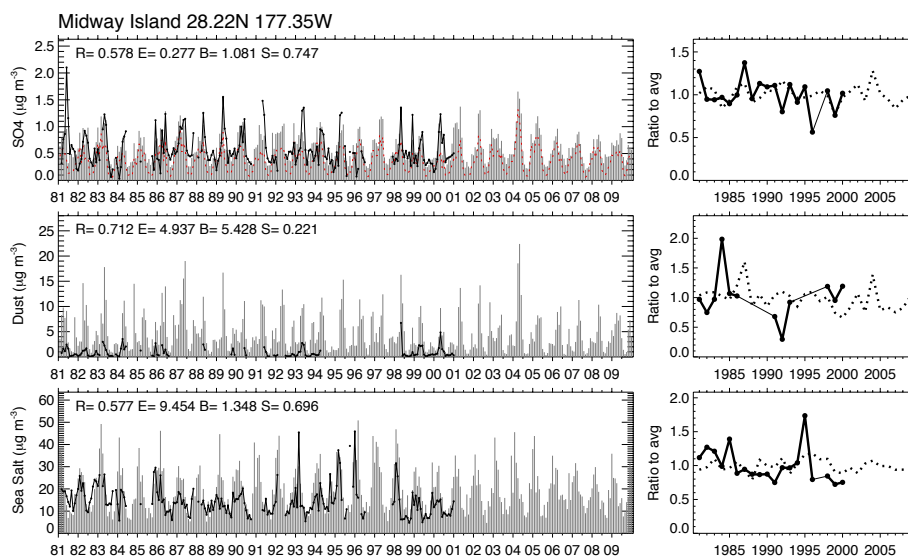 Midway Island 28.22N 177.35W
R= 0.578 E= 0.277 B= 1.081 S= 0.747
SO4 (μg m-3)
2.5
2.0
1.5
1.0
0.5
0.0
81 82 83 84 85 86 87 88 89 90 91 92 93 94 95 96 97 98 99 00 01 02 03 04 05 06 07 08 09
Ratio to avg
1.5
1.0
0.5
0.0
1985 1990 1995 2000 2005
R= 0.712 E= 4.937 B= 5.428 S= 0.221
Dust (μg m-3)
25
20
15
10
5
0
81 82 83 84 85 86 87 88 89 90 91 92 93 94 95 96 97 98 99 00 01 02 03 04 05 06 07 08 09
Ratio to avg
2.0
1.5
1.0
0.5
0.0
1985 1990 1995 2000 2005
R= 0.577 E= 9.454 B= 1.348 S= 0.696
Sea Salt (μg m-3)
60
50
40
30
20
10
0
81 82 83 84 85 86 87 88 89 90 91 92 93 94 95 96 97 98 99 00 01 02 03 04 05 06 07 08 09
Ratio to avg
2.0
1.5
1.0
0.5
0.0
1985 1990 1995 2000 2005